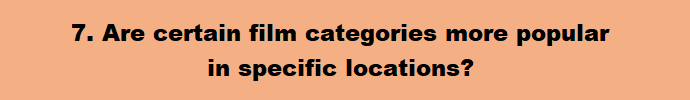 7. Are certain film categories more popular
in specific locations?